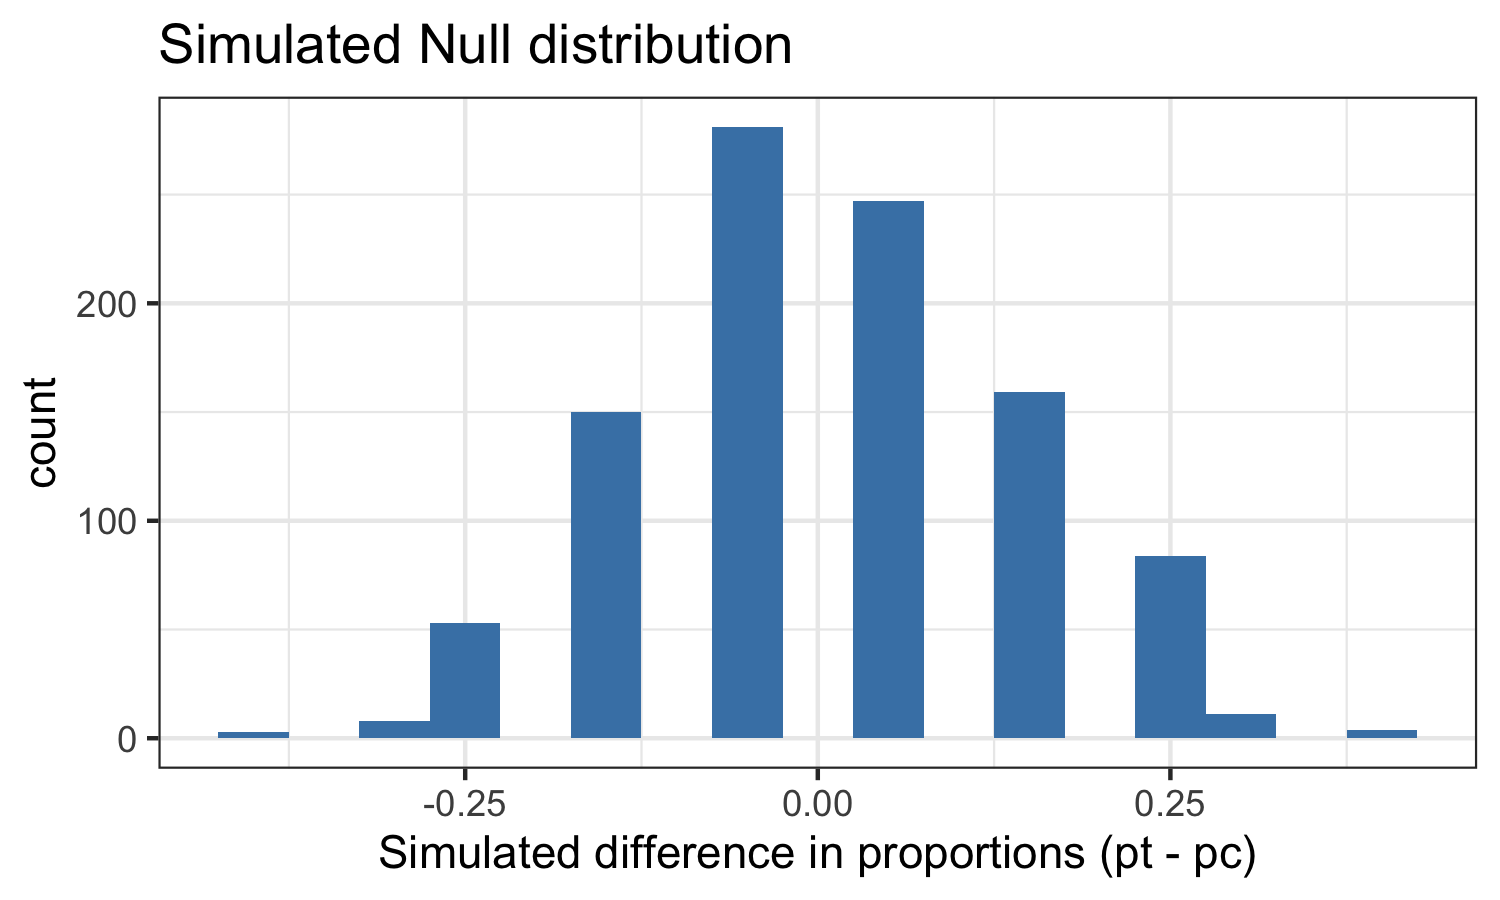 Simulated Null distribution
count
200
100
0
-0.25
0.00
0.25
Simulated difference in proportions (pt - pc)